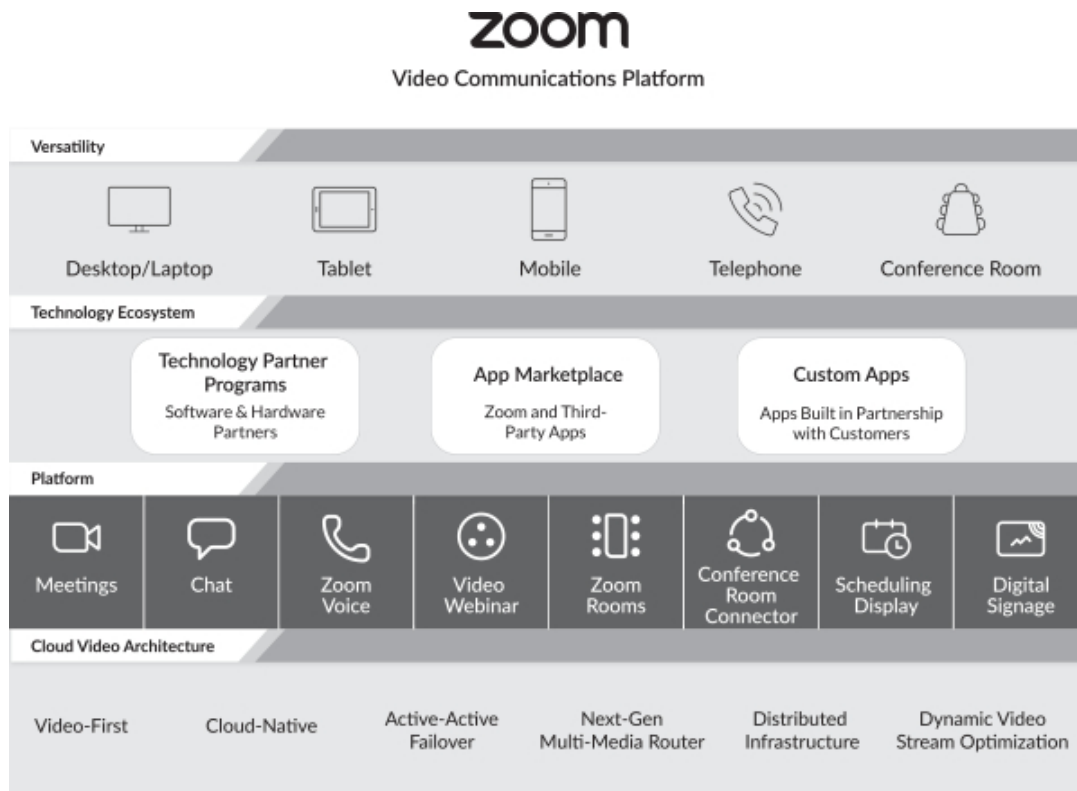 zoom
Video Communications Platform
Versatility
Desktop/Laptop
Tablet
Mobile
Telephone
Conference Room
Technology Ecosystem
Technology Partner
Programs
Software & Hardware
Partners
App Marketplace
Zoom and Third-
Party Apps
Custom Apps
Apps Built in Partnership
with Customers
Platform
Meetings
Chat
Zoom
Voice
Video
Webinar
Zoom
Rooms
Conference
Room
Connector
Scheduling
Display
Digital
Signage
Cloud Video Architecture
Video-First
Cloud-Native
Active-Active
Failover
Next-Gen
Multi-Media Router
Distributed
Infrastructure
Dynamic Video
Stream Optimization